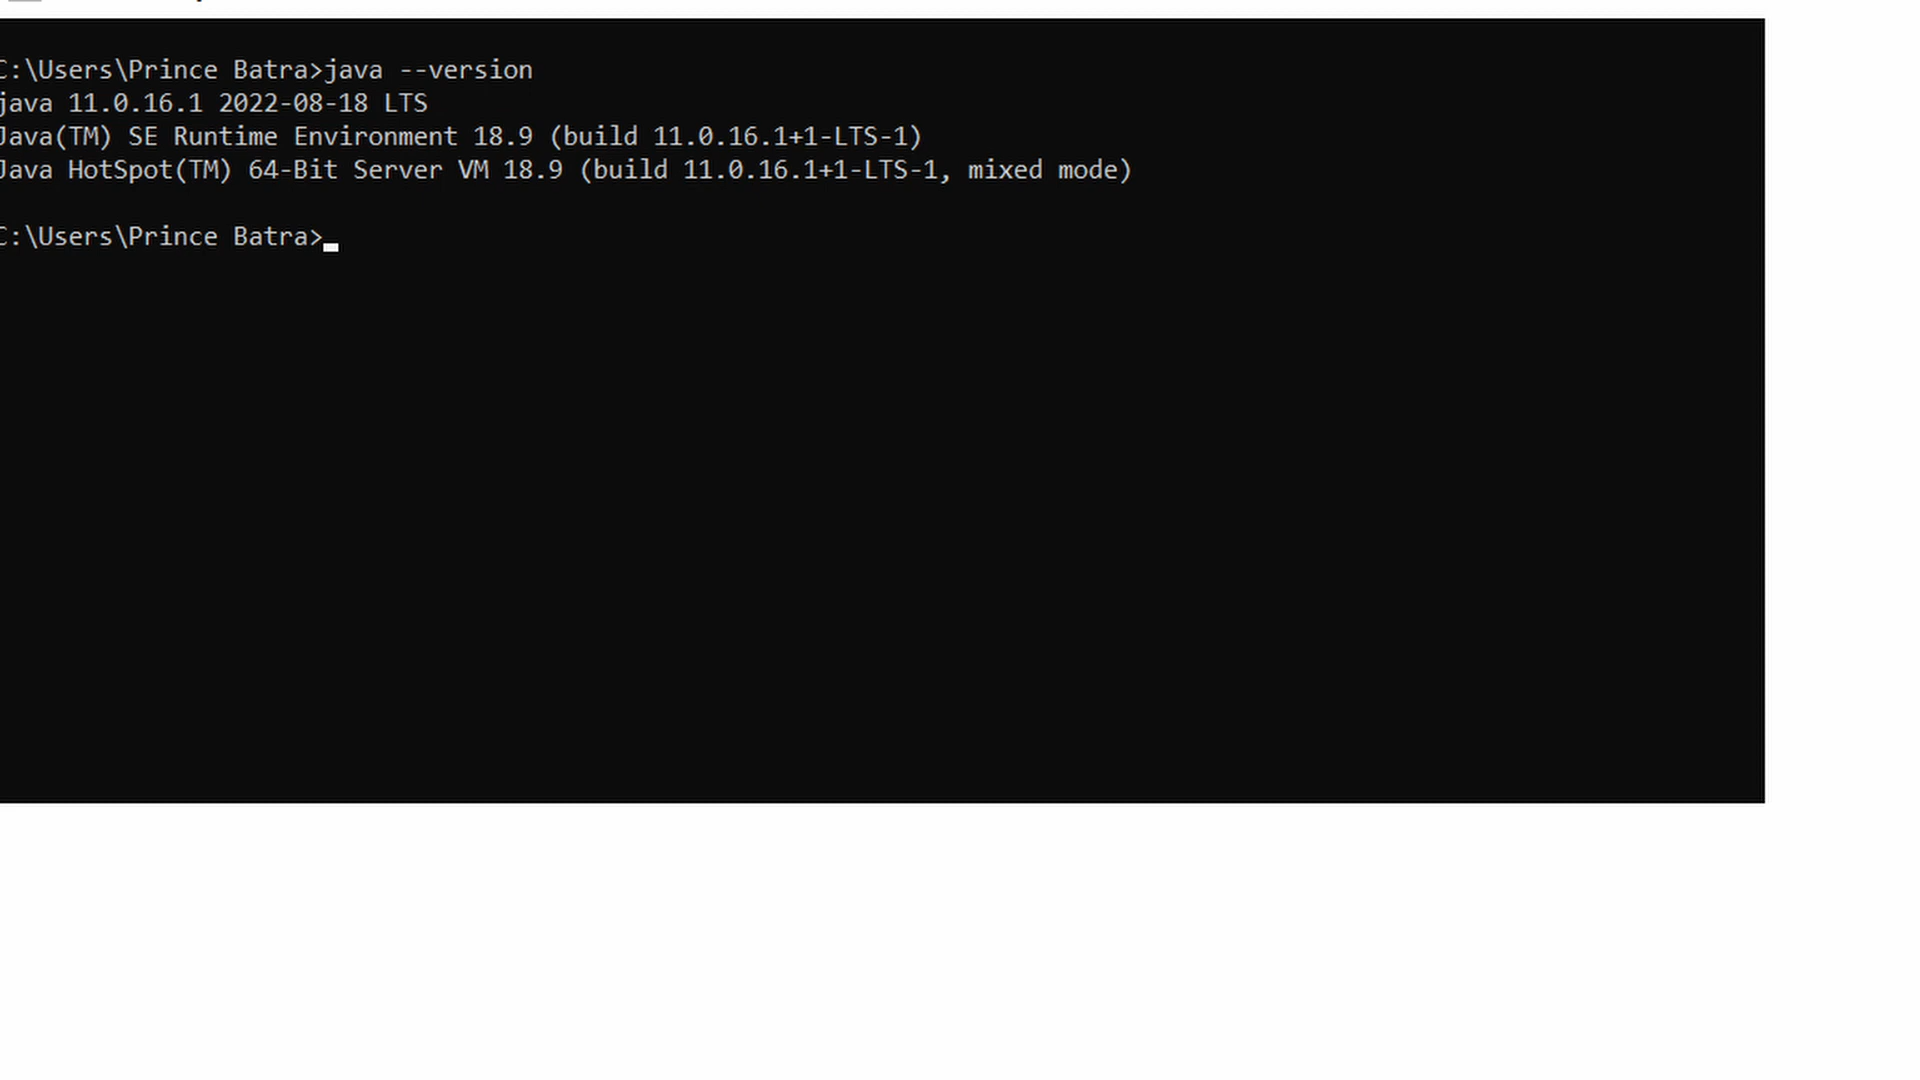 C:\Users\Prince Batra>java --version
java 11.0.16.1 2022-08-18 LTS
Java(TM) SE Runtime Environment 18.9 (build 11.0.16.1+1-LTS-1)
Java HotSpot(TM) 64-Bit Server VM 18.9 (build 11.0.16.1+1-LTS-1, mixed mode)
C:\Users\Prince Batra>